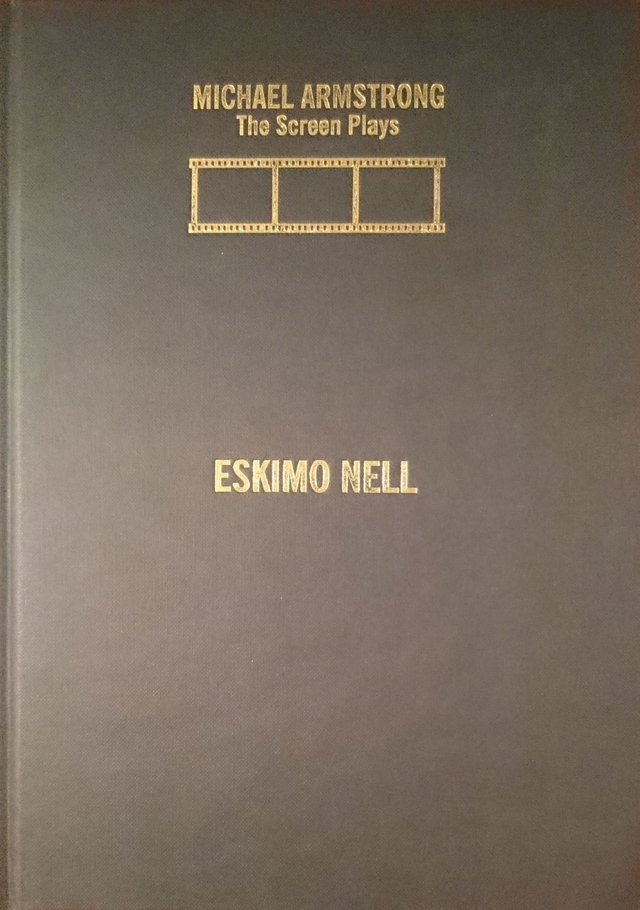 MICHAEL ARMSTRONG
The Screen Plays
ESKIMO NELL